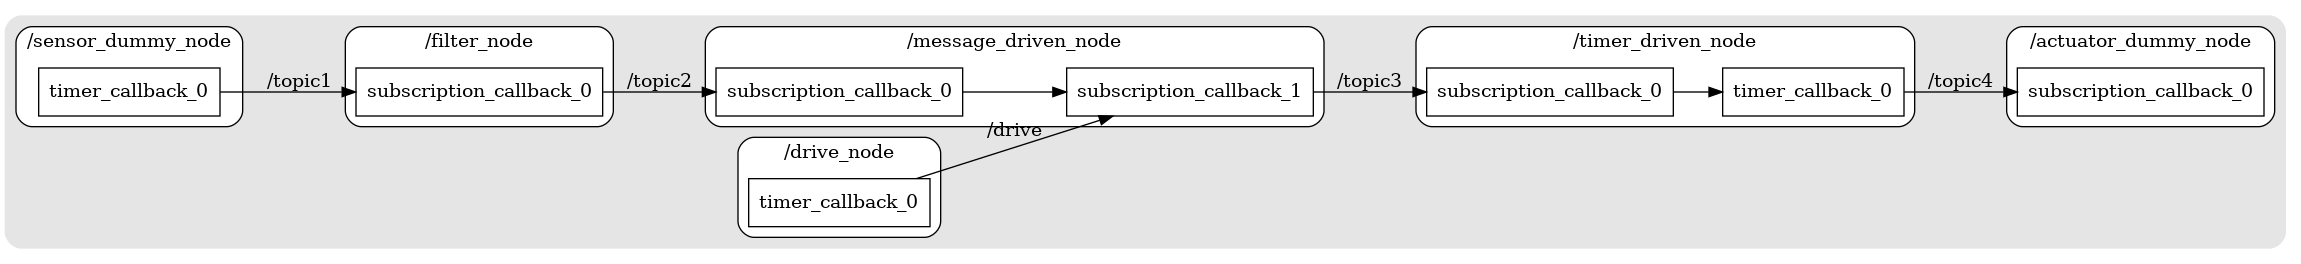 /sensor_dummy_node
timer_callback_0
/topic1
/filter_node
subscription_callback_0
/topic2
/message_driven_node
subscription_callback_0
subscription_callback_1
/drive
/drive_node
timer_callback_0
/topic3
/timer_driven_node
subscription_callback_0
timer_callback_0
/topic4
/actuator_dummy_node
subscription_callback_0